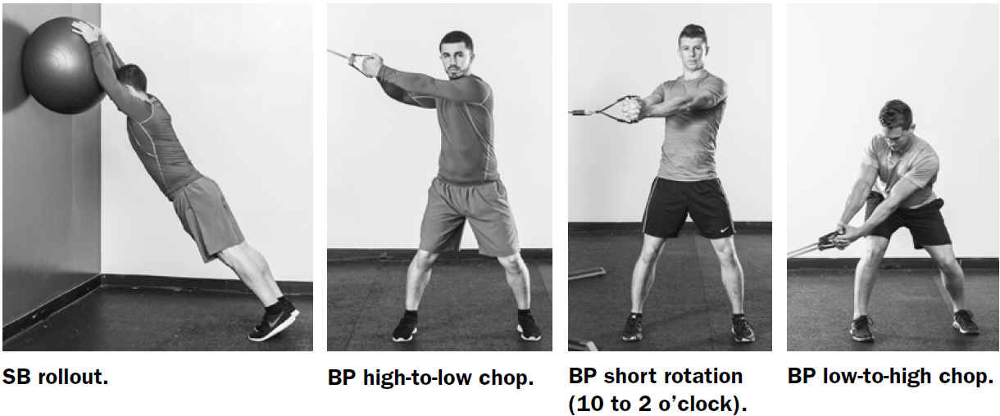 SB rollout.
BP high-to-low chop.
BP short rotation
(10 to 2 o’clock).
BP low-to-high chop.